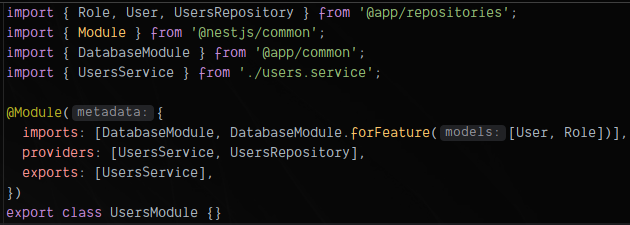 import { Role, User, UsersRepository } from '@app/repositories';
import { Module } from '@nestjs/common';
import { DatabaseModule } from '@app/common';
import { UsersService } from './users.service';

@Module( metadata: {
  imports: [DatabaseModule, DatabaseModule.forFeature( models: [User, Role])],
  providers: [UsersService, UsersRepository],
  exports: [UsersService],
})
export class UsersModule {}